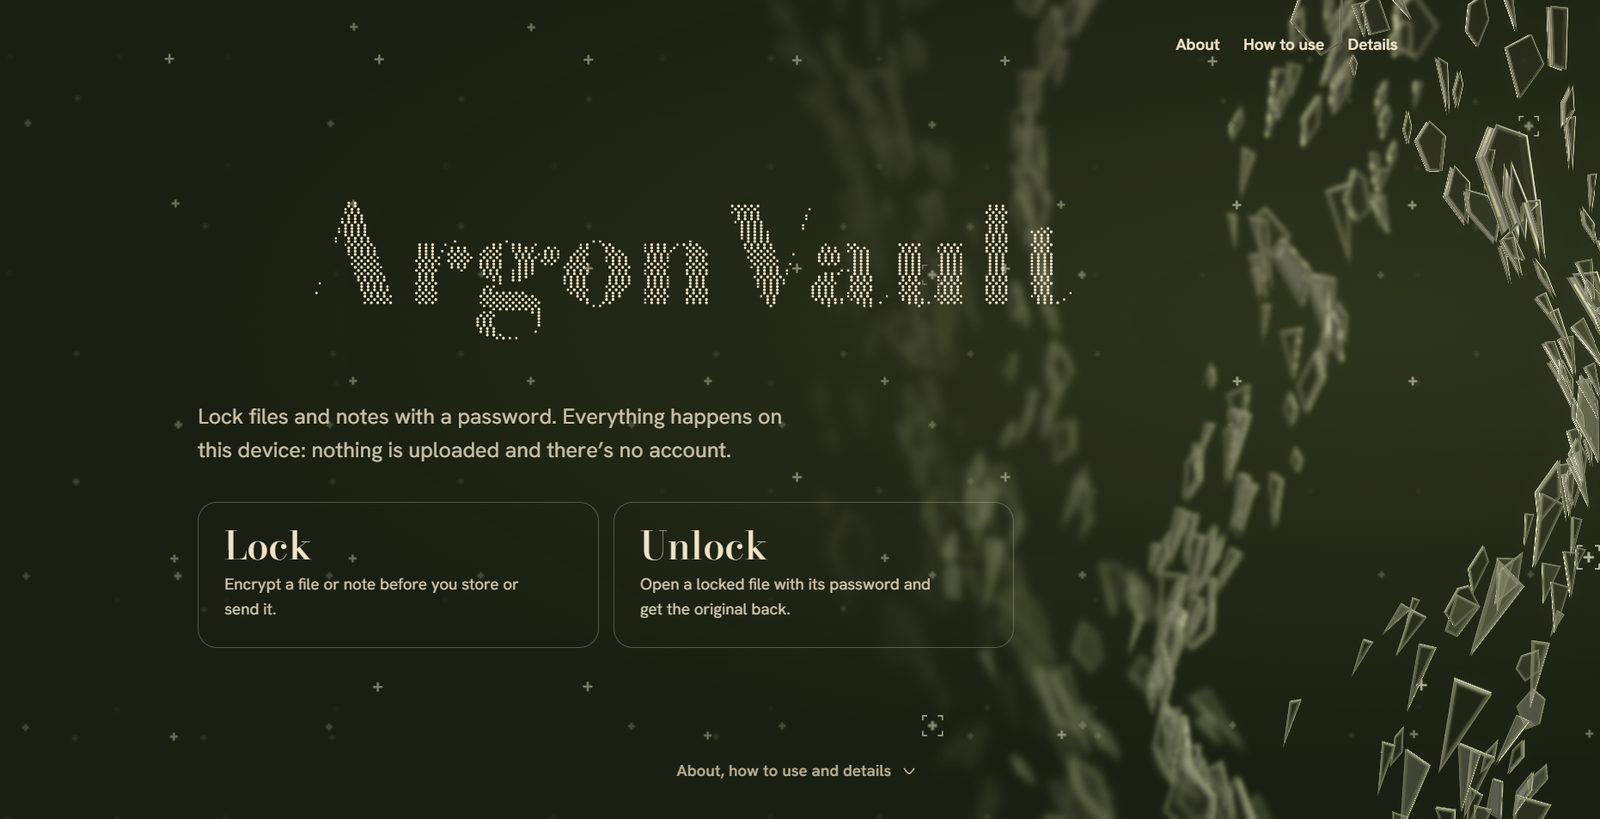 About How to use Details
Argon Vault
Lock files and notes with a password. Everything happens on
this device: nothing is uploaded and there’s no account.
Lock
Encrypt a file or note before you store or
send it.
Unlock
Open a locked file with its password and
get the original back.
About, how to use and details